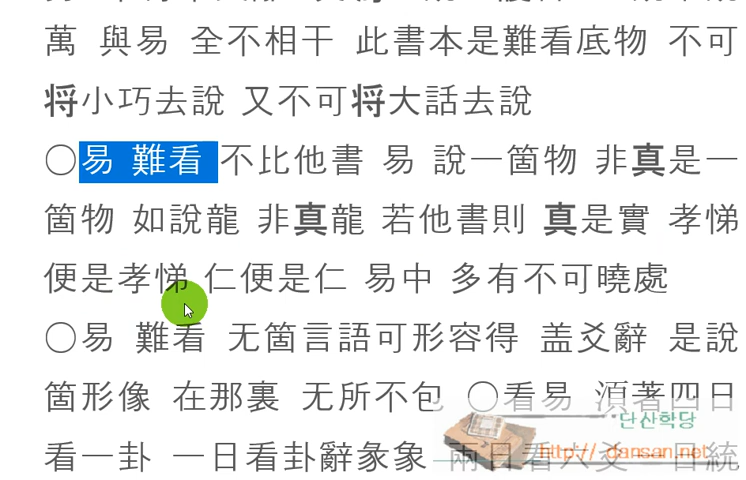 萬 與易 全不相干 此書本是難看底物 不可
将小巧去說 又不可将大話去說
〇易 難看 不比他書 易 說一箇物 非真是一
箇物 如說龍 非真龍 若他書則 真是實 孝悌
便是孝悌 仁便是仁 易中 多有不可曉處
〇易 難看 无箇言語可形容得 盖爻辭 是說
箇形像 在那裏 无所不包 〇看易 須著四日
看一卦 一日看卦辭彖象 兩日看六爻 一日統
단산학당
http://dansan.net